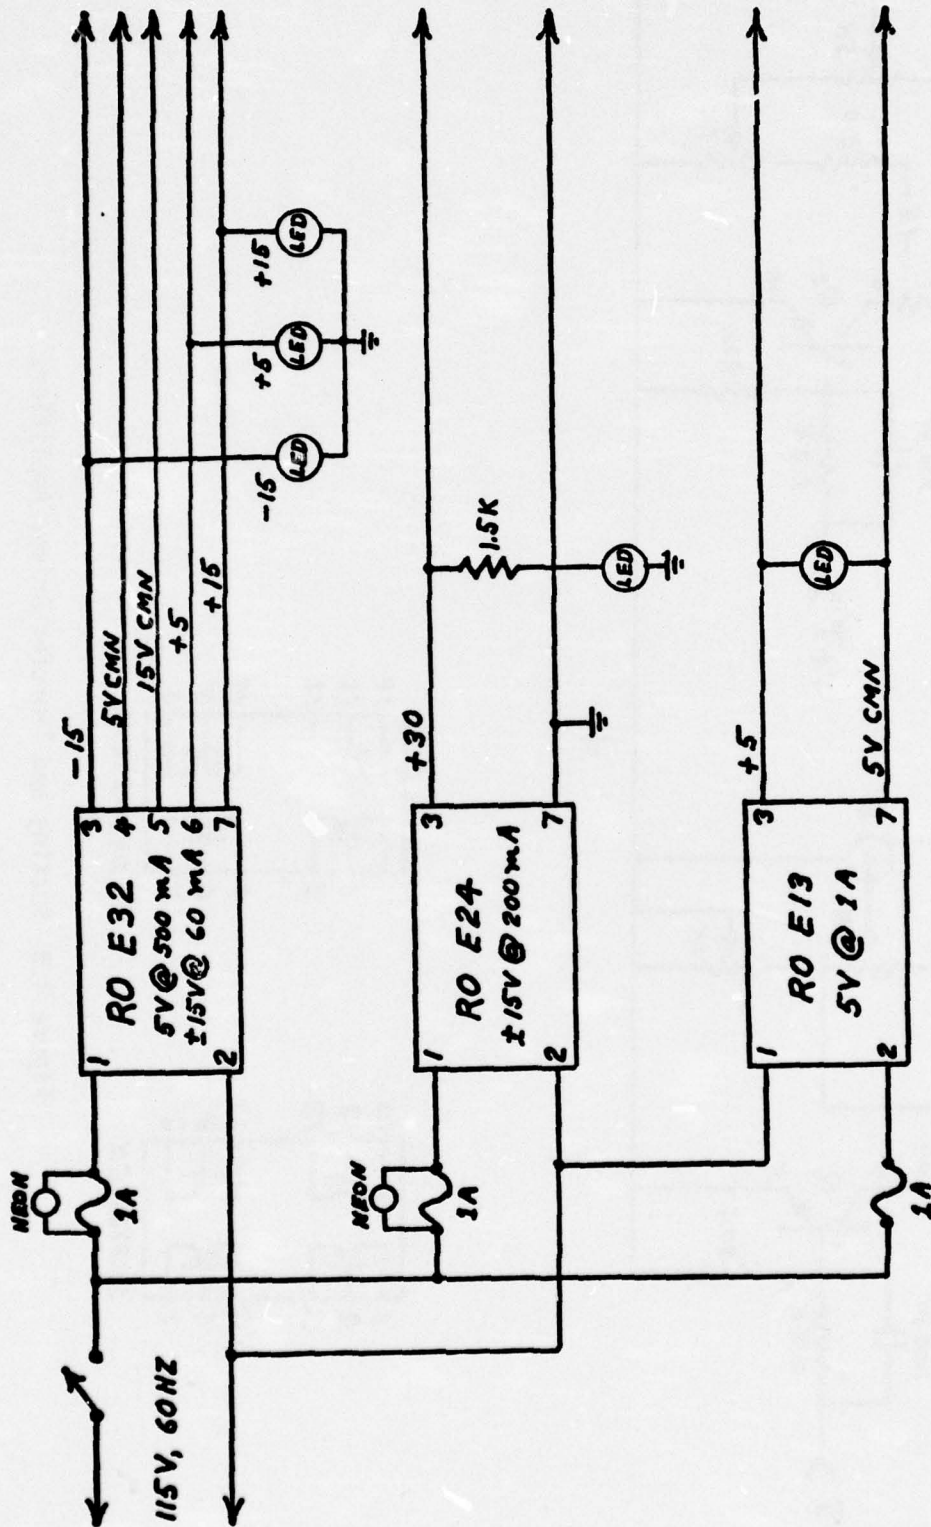 115V, 60HZ
NEON
1A
1
2
RO E32
5V@500 mA
±15V@ 60 mA
3
4
5
6
7
-15
5V CMN
15V CMN
+5
+15
-15
LED
+5
LED
+15
LED
NEON
1A
1
2
RO E24
±15V@200mA
3
7
+30
1.5K
LED
1A
1
2
RO E13
5V @ 1A
3
7
+5
5V CMN
LED